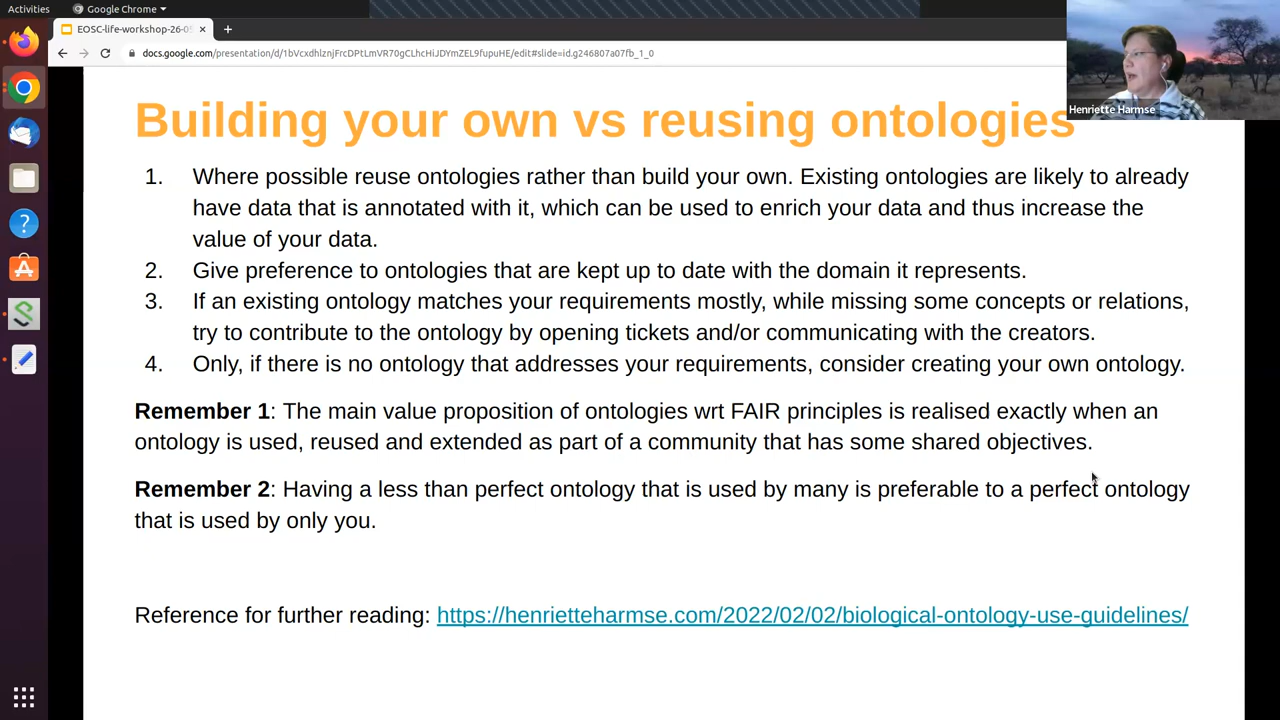 Activities
Google Chrome
EOSC-life-workshop-26-05
docs.google.com/presentation/d/1bVcxdhlznjFrcDPtLmVR70gCLhcHiJDYmZEL9fupuHE/edit#slide=id.g246807a07fb_1_0
Henriette Harmse
Building your own vs reusing ontologies
1. Where possible reuse ontologies rather than build your own. Existing ontologies are likely to already
have data that is annotated with it, which can be used to enrich your data and thus increase the
value of your data.
2. Give preference to ontologies that are kept up to date with the domain it represents.
3. If an existing ontology matches your requirements mostly, while missing some concepts or relations,
try to contribute to the ontology by opening tickets and/or communicating with the creators.
4. Only, if there is no ontology that addresses your requirements, consider creating your own ontology.
Remember 1: The main value proposition of ontologies wrt FAIR principles is realised exactly when an
ontology is used, reused and extended as part of a community that has some shared objectives.
Remember 2: Having a less than perfect ontology that is used by many is preferable to a perfect ontology
that is used by only you.
Reference for further reading: https://henrietteharmse.com/2022/02/02/biological-ontology-use-guidelines/